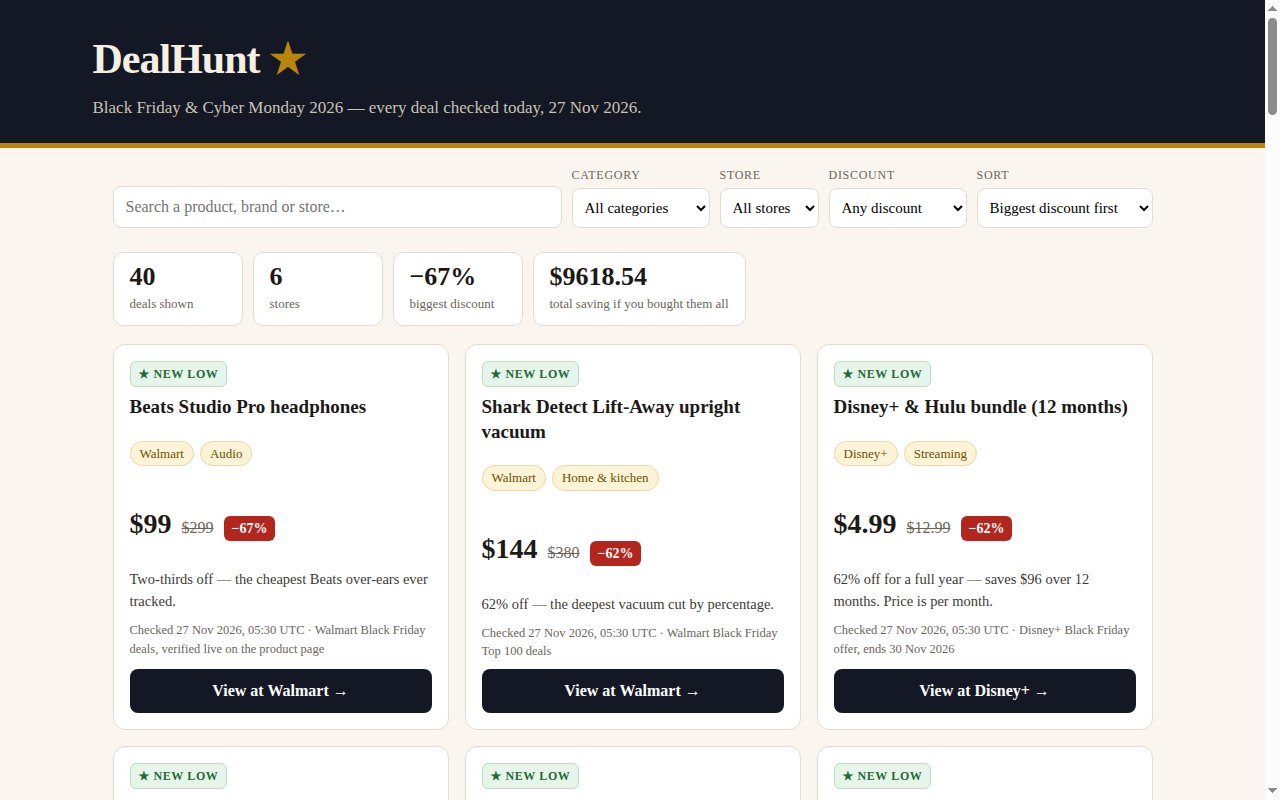 DealHunt ★
Black Friday & Cyber Monday 2026 — every deal checked today, 27 Nov 2026.
CATEGORY STORE DISCOUNT SORT
Search a product, brand or store… All categories All stores Any discount Biggest discount first
40 6 −67% $9618.54
deals shown stores biggest discount total saving if you bought them all
★ NEW LOW
Beats Studio Pro headphones
Walmart Audio
$99 $299 −67%
Two-thirds off — the cheapest Beats over-ears ever
tracked.
Checked 27 Nov 2026, 05:30 UTC · Walmart Black Friday
deals, verified live on the product page
View at Walmart →
★ NEW LOW
Shark Detect Lift-Away upright
vacuum
Walmart Home & kitchen
$144 $380 −62%
62% off — the deepest vacuum cut by percentage.
Checked 27 Nov 2026, 05:30 UTC · Walmart Black Friday
Top 100 deals
View at Walmart →
★ NEW LOW
Disney+ & Hulu bundle (12 months)
Disney+ Streaming
$4.99 $12.99 −62%
62% off for a full year — saves $96 over 12
months. Price is per month.
Checked 27 Nov 2026, 05:30 UTC · Disney+ Black Friday
offer, ends 30 Nov 2026
View at Disney+ →
★ NEW LOW
★ NEW LOW
★ NEW LOW